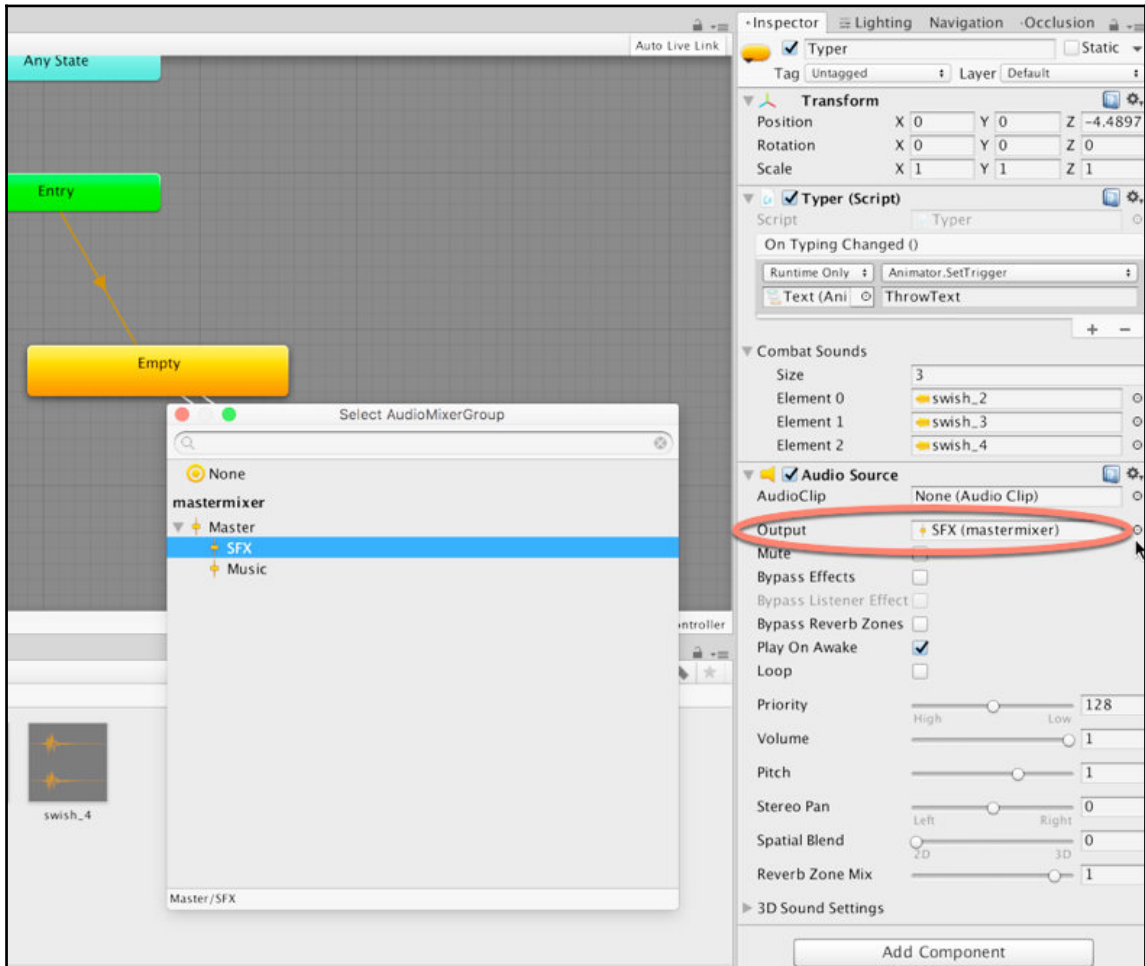 Auto Live Link
Any State
Entry
Empty
Select AudioMixerGroup
None
mastermixer
Master
SFX
Music
Master/SFX
ntroller
swish_4
Inspector Lighting Navigation Occlusion
Typer Static
Tag Untagged Layer Default
Transform
Position X 0 Y 0 Z -4.4897
Rotation X 0 Y 0 Z 0
Scale X 1 Y 1 Z 1
Typer (Script)
Script Typer
On Typing Changed ()
Runtime Only Animator.SetTrigger
Text (Ani ThrowText
+ −
Combat Sounds
Size 3
Element 0 swish_2
Element 1 swish_3
Element 2 swish_4
Audio Source
AudioClip None (Audio Clip)
Output SFX (mastermixer)
Mute
Bypass Effects
Bypass Listener Effect
Bypass Reverb Zones
Play On Awake
Loop
Priority 128
High Low
Volume 1
Pitch 1
Stereo Pan 0
Left Right
Spatial Blend 0
2D 3D
Reverb Zone Mix 1
3D Sound Settings
Add Component